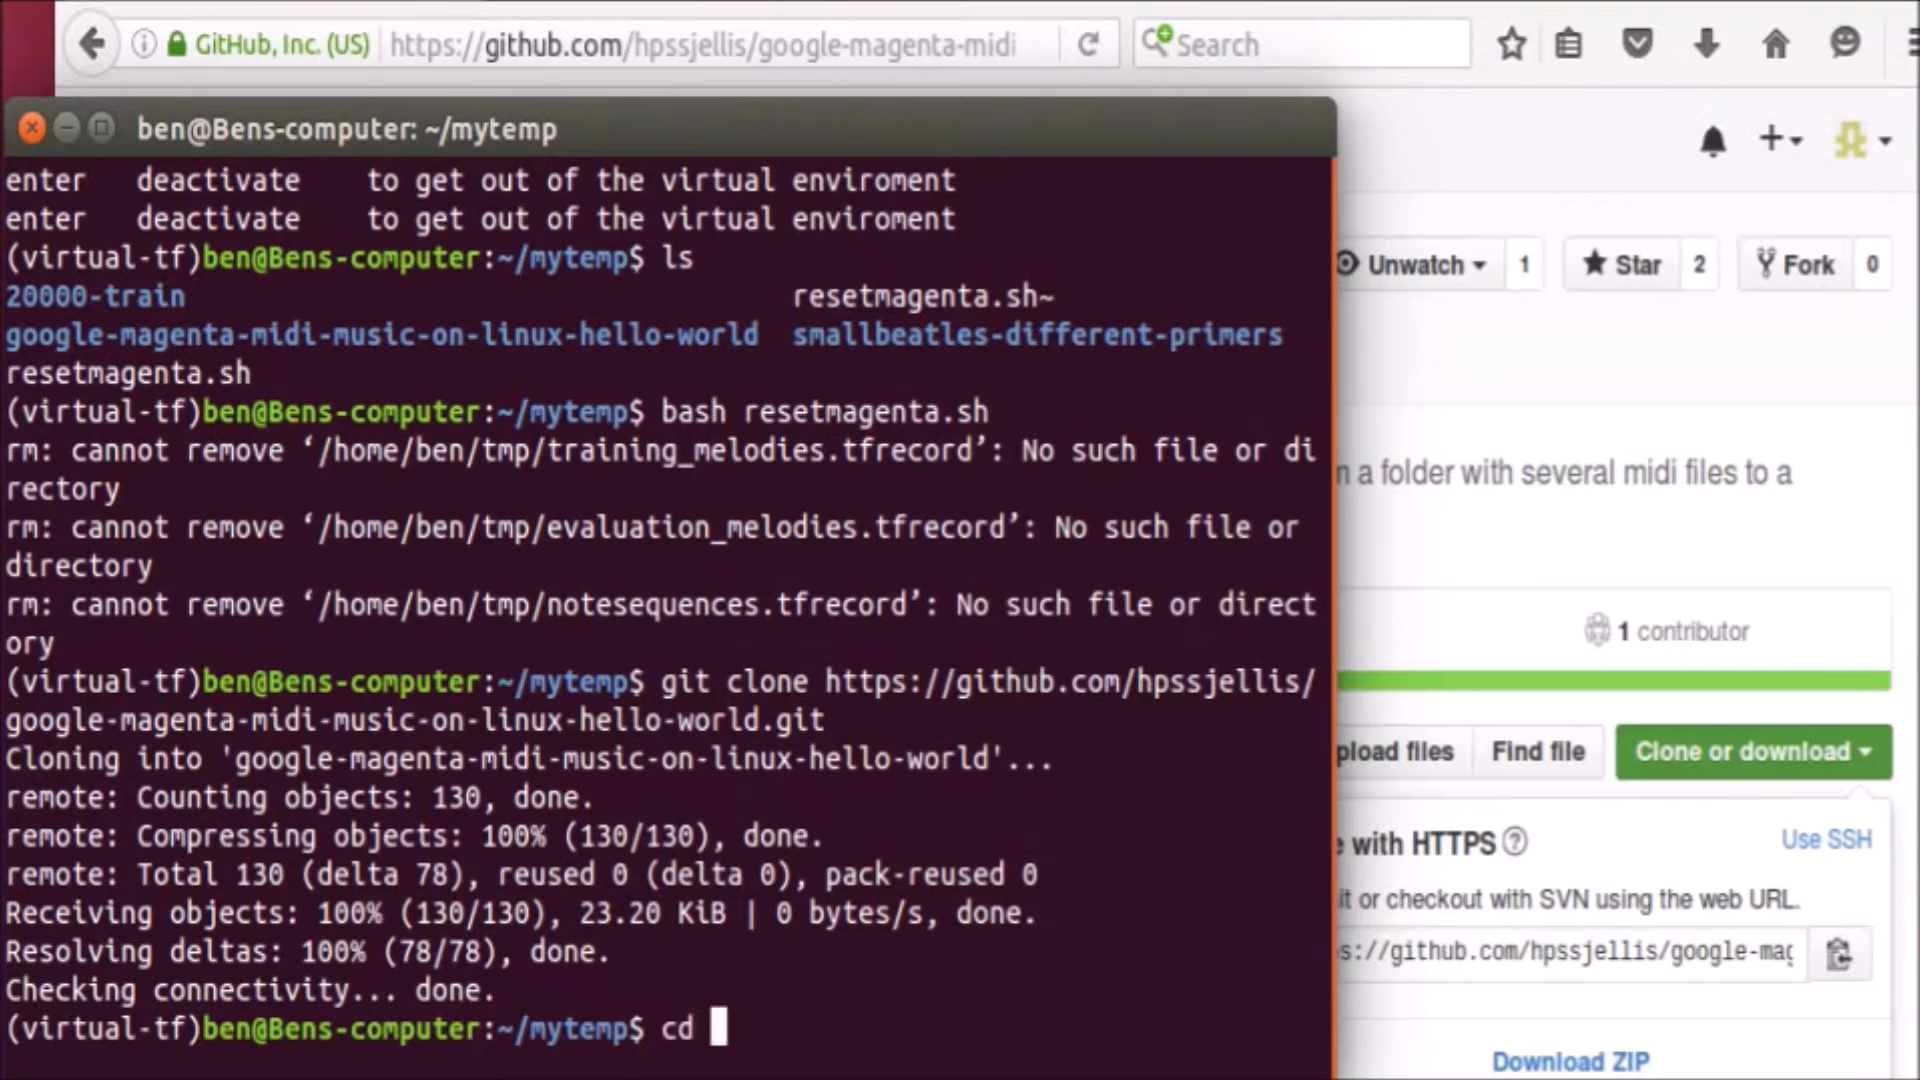 GitHub, Inc. (US) https://github.com/hpssjellis/google-magenta-midi
Search
ben@Bens-computer: ~/mytemp
enter   deactivate    to get out of the virtual enviroment
enter   deactivate    to get out of the virtual enviroment
(virtual-tf)ben@Bens-computer:~/mytemp$ ls
20000-train                                     resetmagenta.sh~
google-magenta-midi-music-on-linux-hello-world  smallbeatles-different-primers
resetmagenta.sh
(virtual-tf)ben@Bens-computer:~/mytemp$ bash resetmagenta.sh
rm: cannot remove ‘/home/ben/tmp/training_melodies.tfrecord’: No such file or di
rectory
rm: cannot remove ‘/home/ben/tmp/evaluation_melodies.tfrecord’: No such file or
directory
rm: cannot remove ‘/home/ben/tmp/notesequences.tfrecord’: No such file or direct
ory
(virtual-tf)ben@Bens-computer:~/mytemp$ git clone https://github.com/hpssjellis/
google-magenta-midi-music-on-linux-hello-world.git
Cloning into 'google-magenta-midi-music-on-linux-hello-world'...
remote: Counting objects: 130, done.
remote: Compressing objects: 100% (130/130), done.
remote: Total 130 (delta 78), reused 0 (delta 0), pack-reused 0
Receiving objects: 100% (130/130), 23.20 KiB | 0 bytes/s, done.
Resolving deltas: 100% (78/78), done.
Checking connectivity... done.
(virtual-tf)ben@Bens-computer:~/mytemp$ cd
Unwatch 1 Star 2 Fork 0
a folder with several midi files to a
1 contributor
pload files Find file Clone or download
with HTTPS Use SSH
it or checkout with SVN using the web URL.
s://github.com/hpssjellis/google-mag
Download ZIP